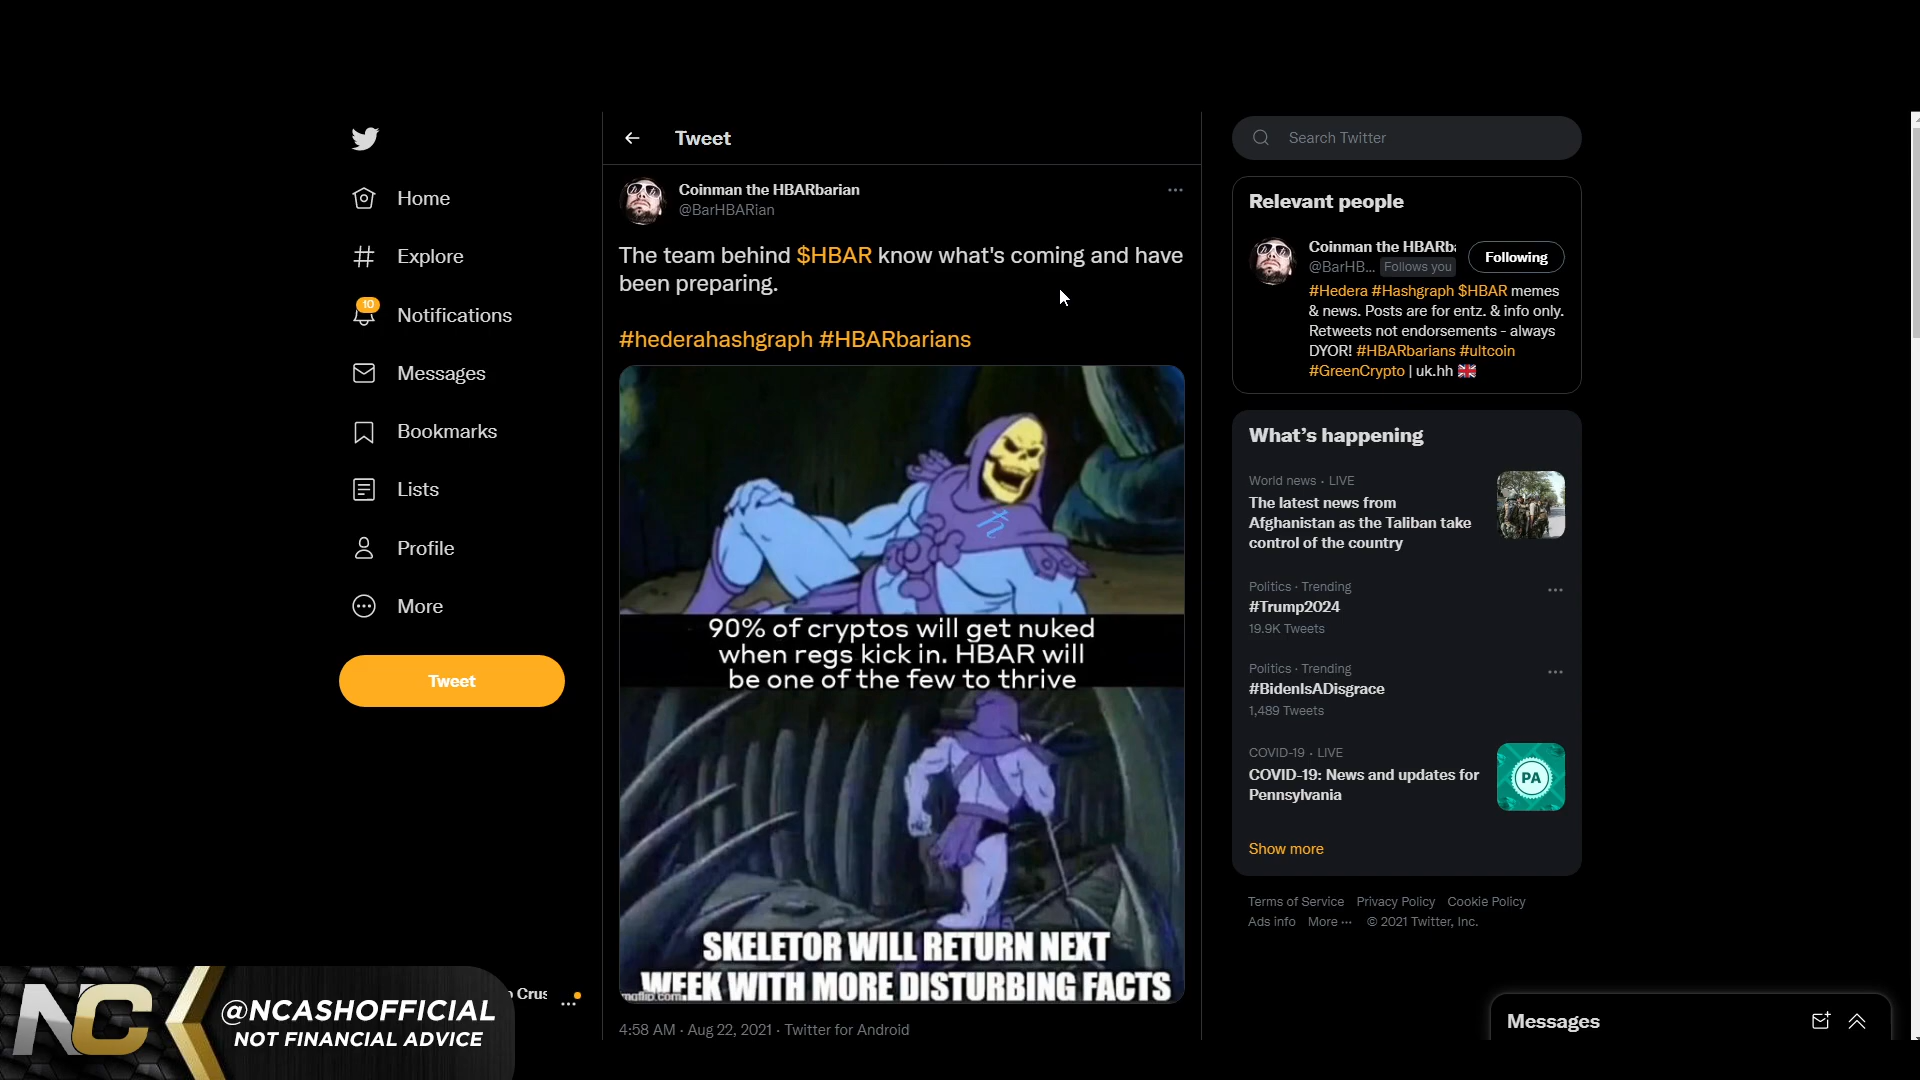 Home
Explore
10
Notifications
Messages
Bookmarks
Lists
Profile
More
Tweet
Tweet
Coinman the HBARbarian
@BarHBARian
The team behind $HBAR know what's coming and have
been preparing.
#hederahashgraph #HBARbarians
90% of cryptos will get nuked
when regs kick in. HBAR will
be one of the few to thrive
SKELETOR WILL RETURN NEXT
WEEK WITH MORE DISTURBING FACTS
imgflip.com
4:58 AM · Aug 22, 2021 · Twitter for Android
Search Twitter
Relevant people
Coinman the HBARba
Following
@BarHB... Follows you
#Hedera #Hashgraph $HBAR memes
& news. Posts are for entz. & info only.
Retweets not endorsements - always
DYOR! #HBARbarians #ultcoin
#GreenCrypto | uk.hh
What's happening
World news · LIVE
The latest news from
Afghanistan as the Taliban take
control of the country
Politics · Trending
#Trump2024
19.9K Tweets
Politics · Trending
#BidenIsADisgrace
1,489 Tweets
COVID-19 · LIVE
COVID-19: News and updates for
Pennsylvania
PA
Show more
Terms of Service Privacy Policy Cookie Policy
Ads info More ··· © 2021 Twitter, Inc.
Messages
NC
@NCASHOFFICIAL
NOT FINANCIAL ADVICE